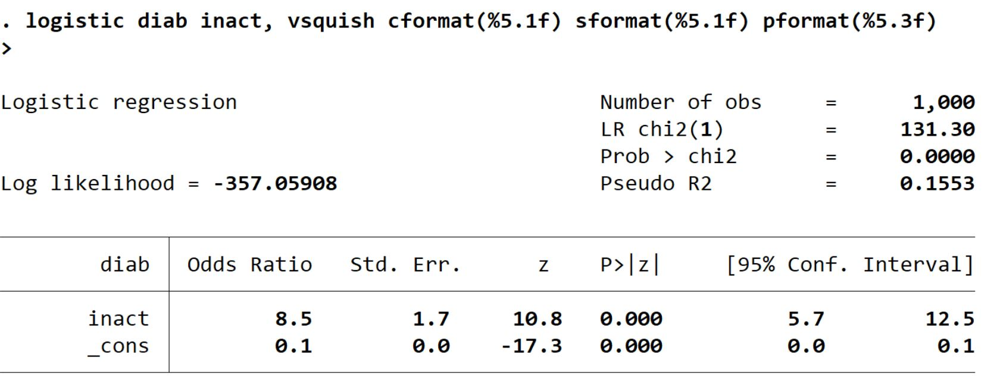 . logistic diab inact, vsquish cformat(%5.1f) sformat(%5.1f) pformat(%5.3f)
>
Logistic regression Number of obs = 1,000
LR chi2(1) = 131.30
Prob > chi2 = 0.0000
Log likelihood = -357.05908 Pseudo R2 = 0.1553
diab Odds Ratio Std. Err. z P>|z| [95% Conf. Interval]
inact 8.5 1.7 10.8 0.000 5.7 12.5
_cons 0.1 0.0 -17.3 0.000 0.0 0.1